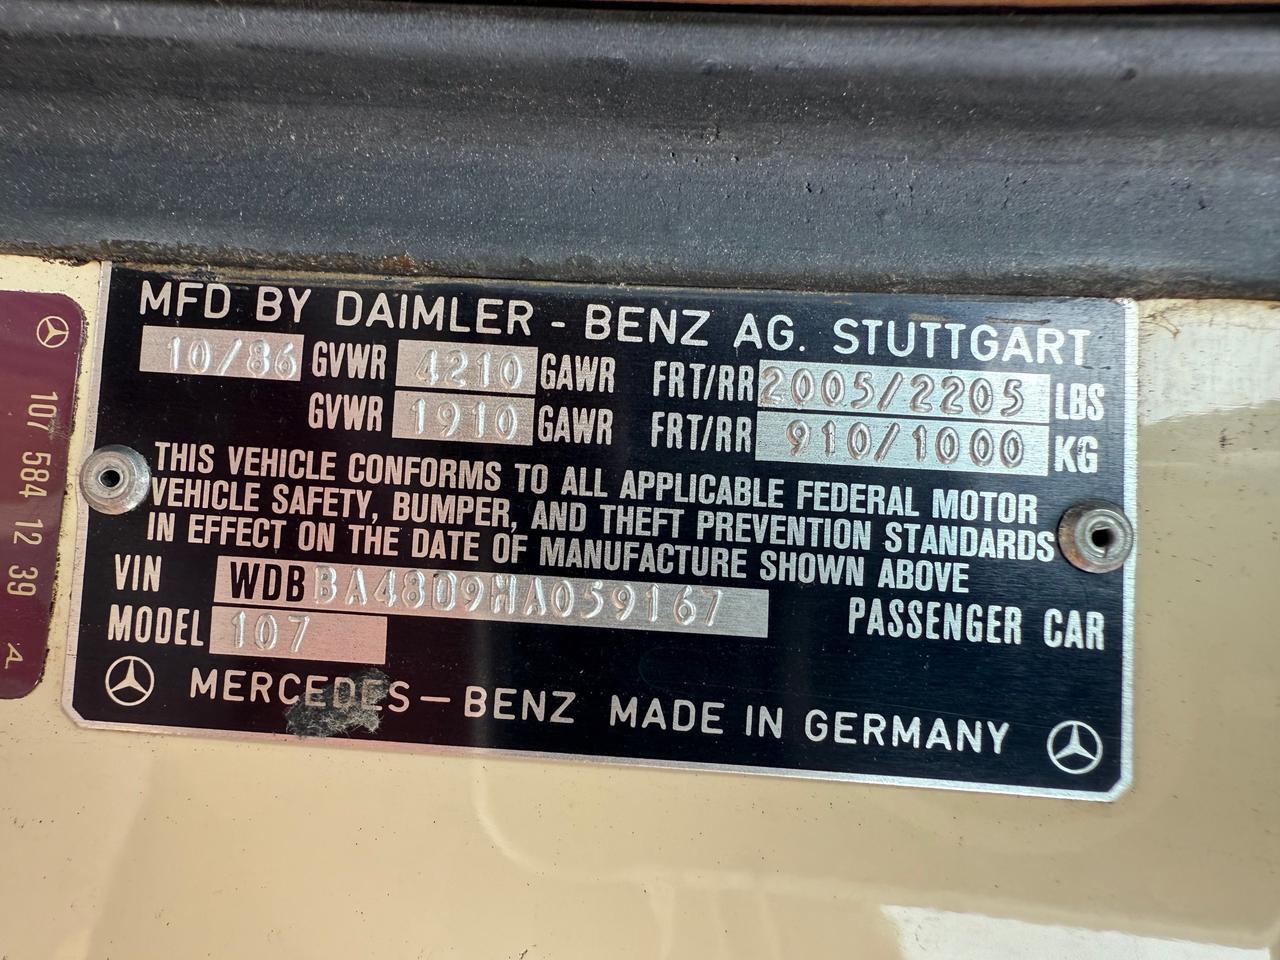 MFD BY DAIMLER - BENZ AG. STUTTGART
10/86 GVWR 4210 GAWR FRT/RR 2005/2205 LBS
GVWR 1910 GAWR FRT/RR 910/1000 KG
THIS VEHICLE CONFORMS TO ALL APPLICABLE FEDERAL MOTOR
VEHICLE SAFETY, BUMPER, AND THEFT PREVENTION STANDARDS
IN EFFECT ON THE DATE OF MANUFACTURE SHOWN ABOVE
VIN WDBBA48D9HA059167 PASSENGER CAR
MODEL 107
MERCEDES-BENZ MADE IN GERMANY
107 584 12 39